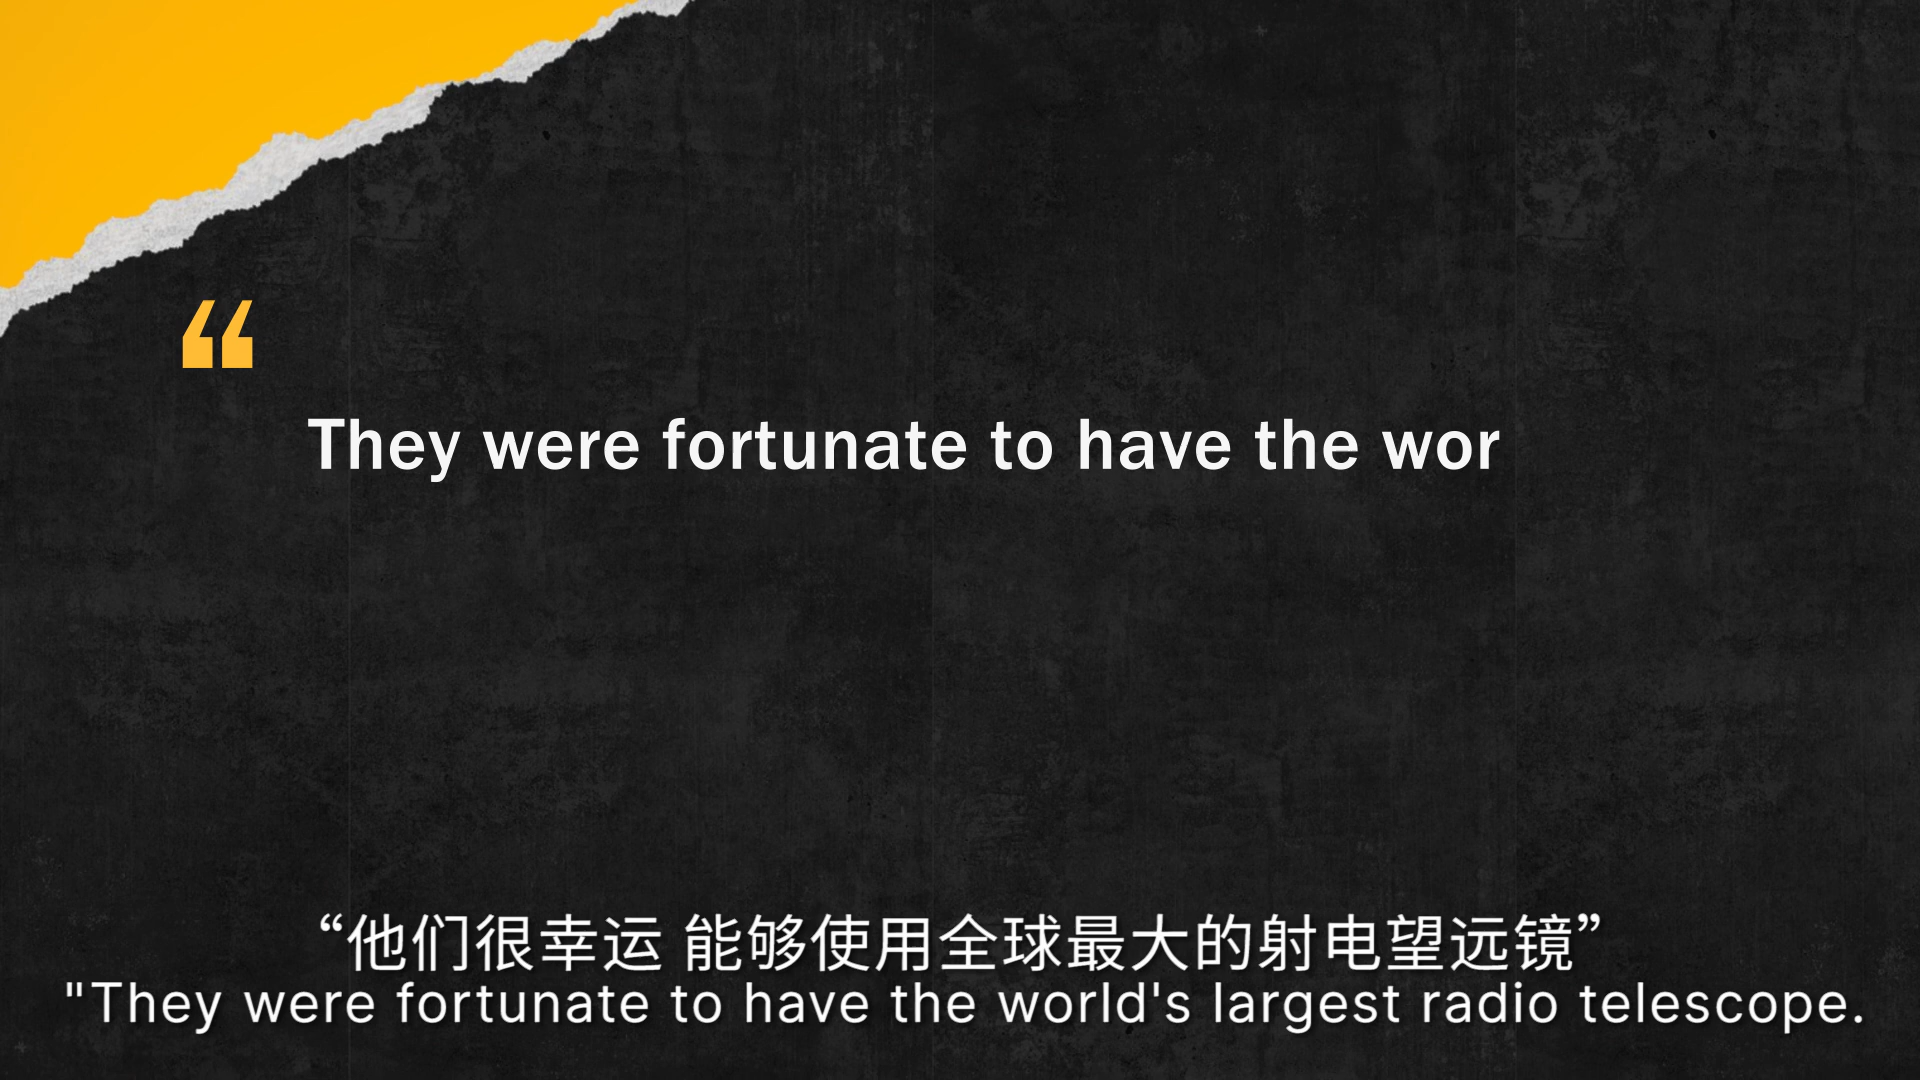 “
They were fortunate to have the wor
“他们很幸运 能够使用全球最大的射电望远镜”
"They were fortunate to have the world's largest radio telescope.